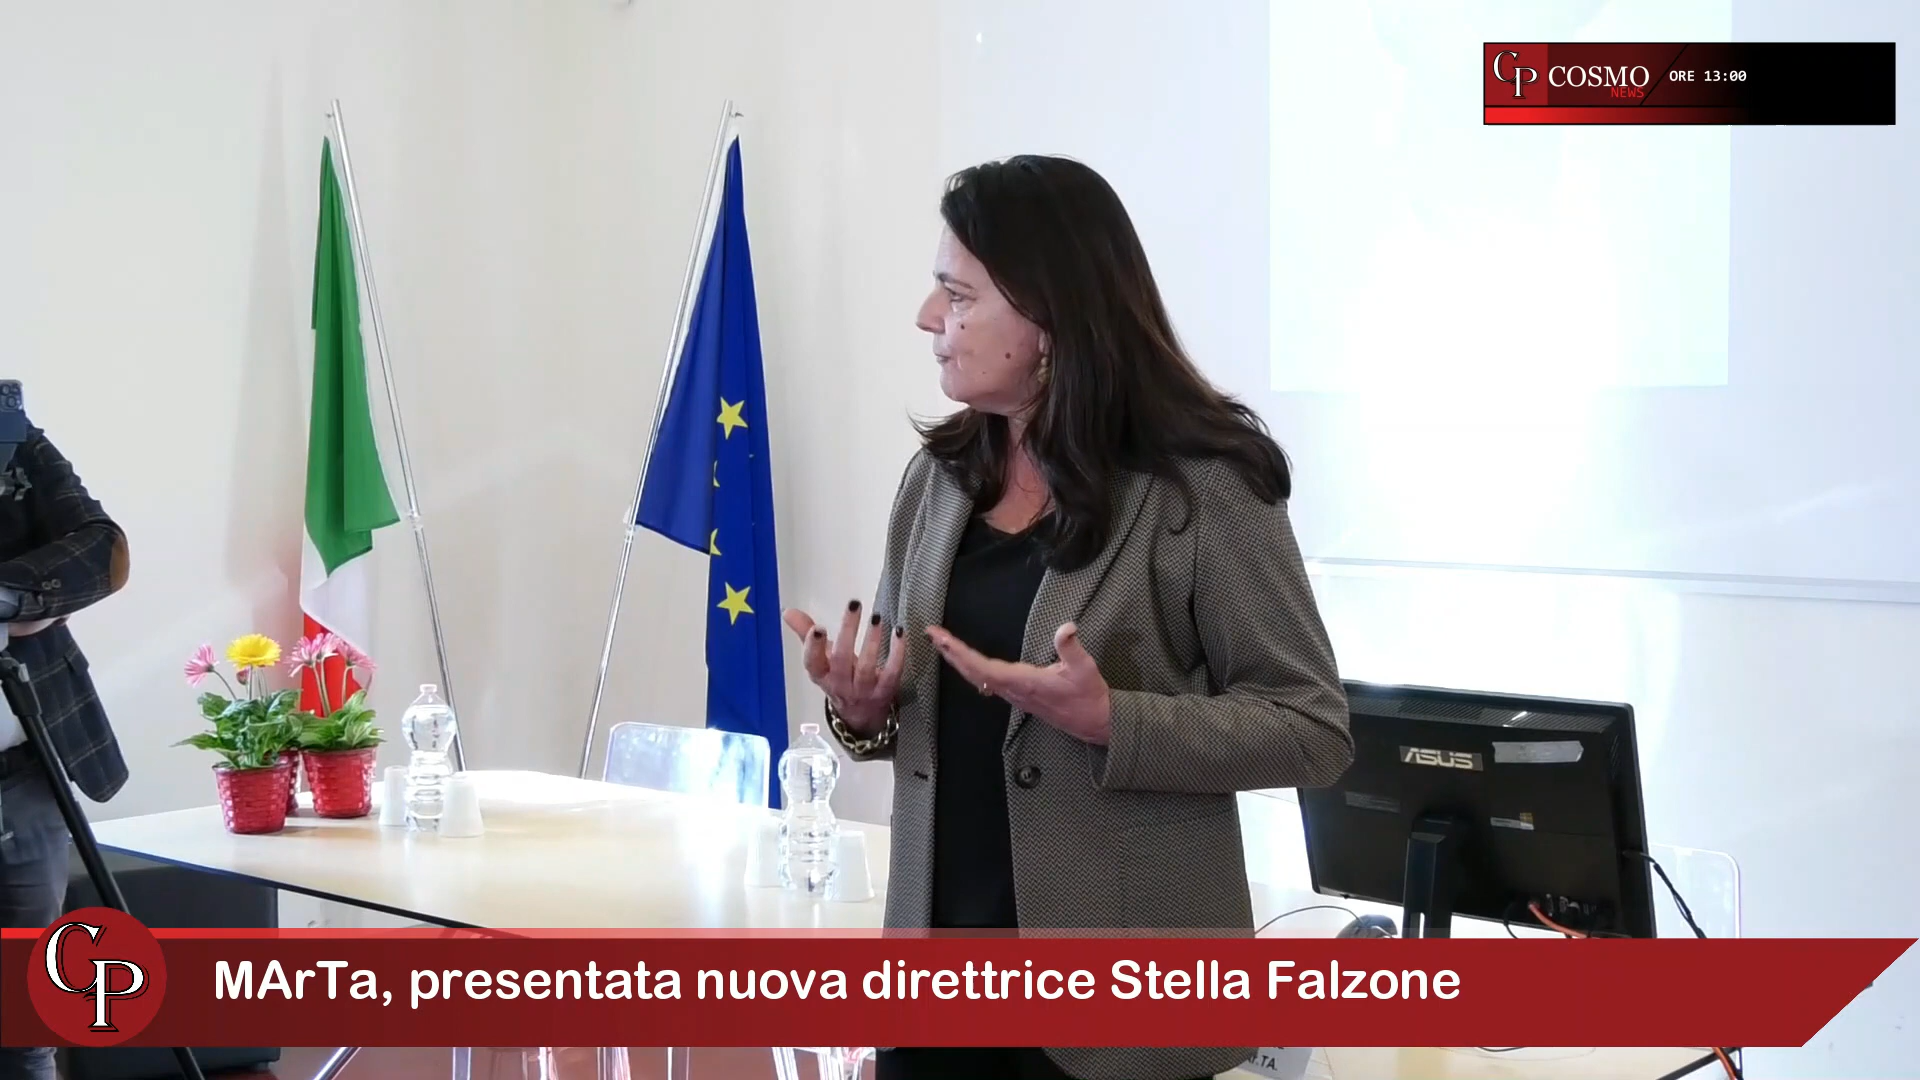 CP COSMO NEWS ORE 13:00
ASUS
CP MArTa, presentata nuova direttrice Stella Falzone